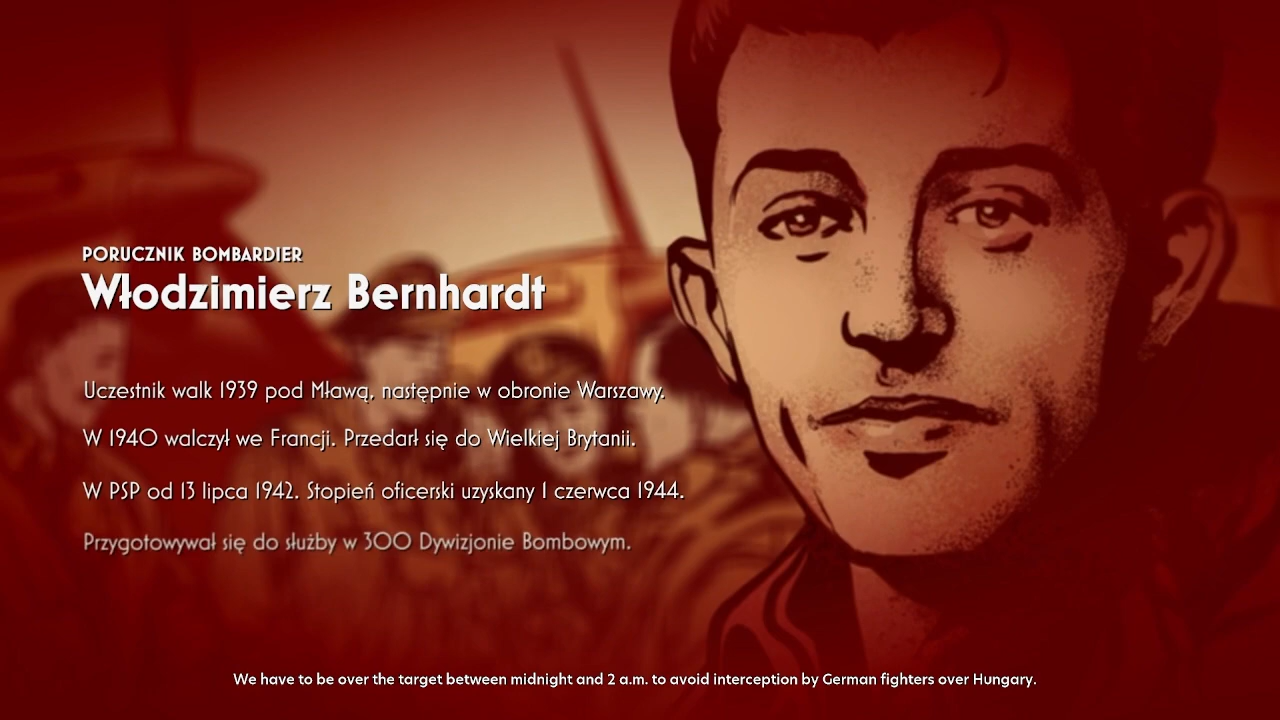 PORUCZNIK BOMBARDIER
Włodzimierz Bernhardt
Uczestnik walk 1939 pod Mławą, następnie w obronie Warszawy.
W 1940 walczył we Francji. Przedarł się do Wielkiej Brytanii.
W PSP od 13 lipca 1942. Stopień oficerski uzyskany 1 czerwca 1944.
Przygotowywał się do służby w 300 Dywizjonie Bombowym.
We have to be over the target between midnight and 2 a.m. to avoid interception by German fighters over Hungary.